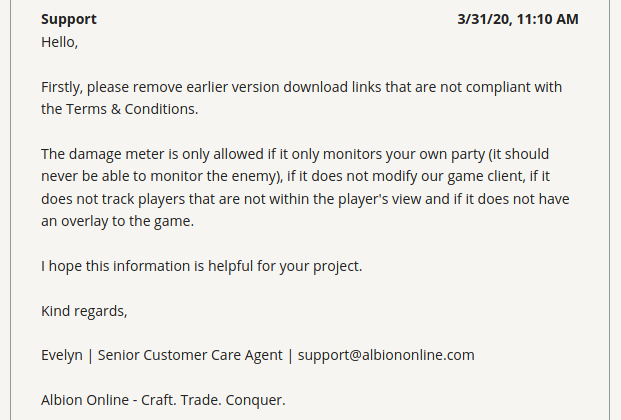 Support 3/31/20, 11:10 AM
Hello,
Firstly, please remove earlier version download links that are not compliant with
the Terms & Conditions.
The damage meter is only allowed if it only monitors your own party (it should
never be able to monitor the enemy), if it does not modify our game client, if it
does not track players that are not within the player's view and if it does not have
an overlay to the game.
I hope this information is helpful for your project.
Kind regards,
Evelyn | Senior Customer Care Agent | support@albiononline.com
Albion Online - Craft. Trade. Conquer.